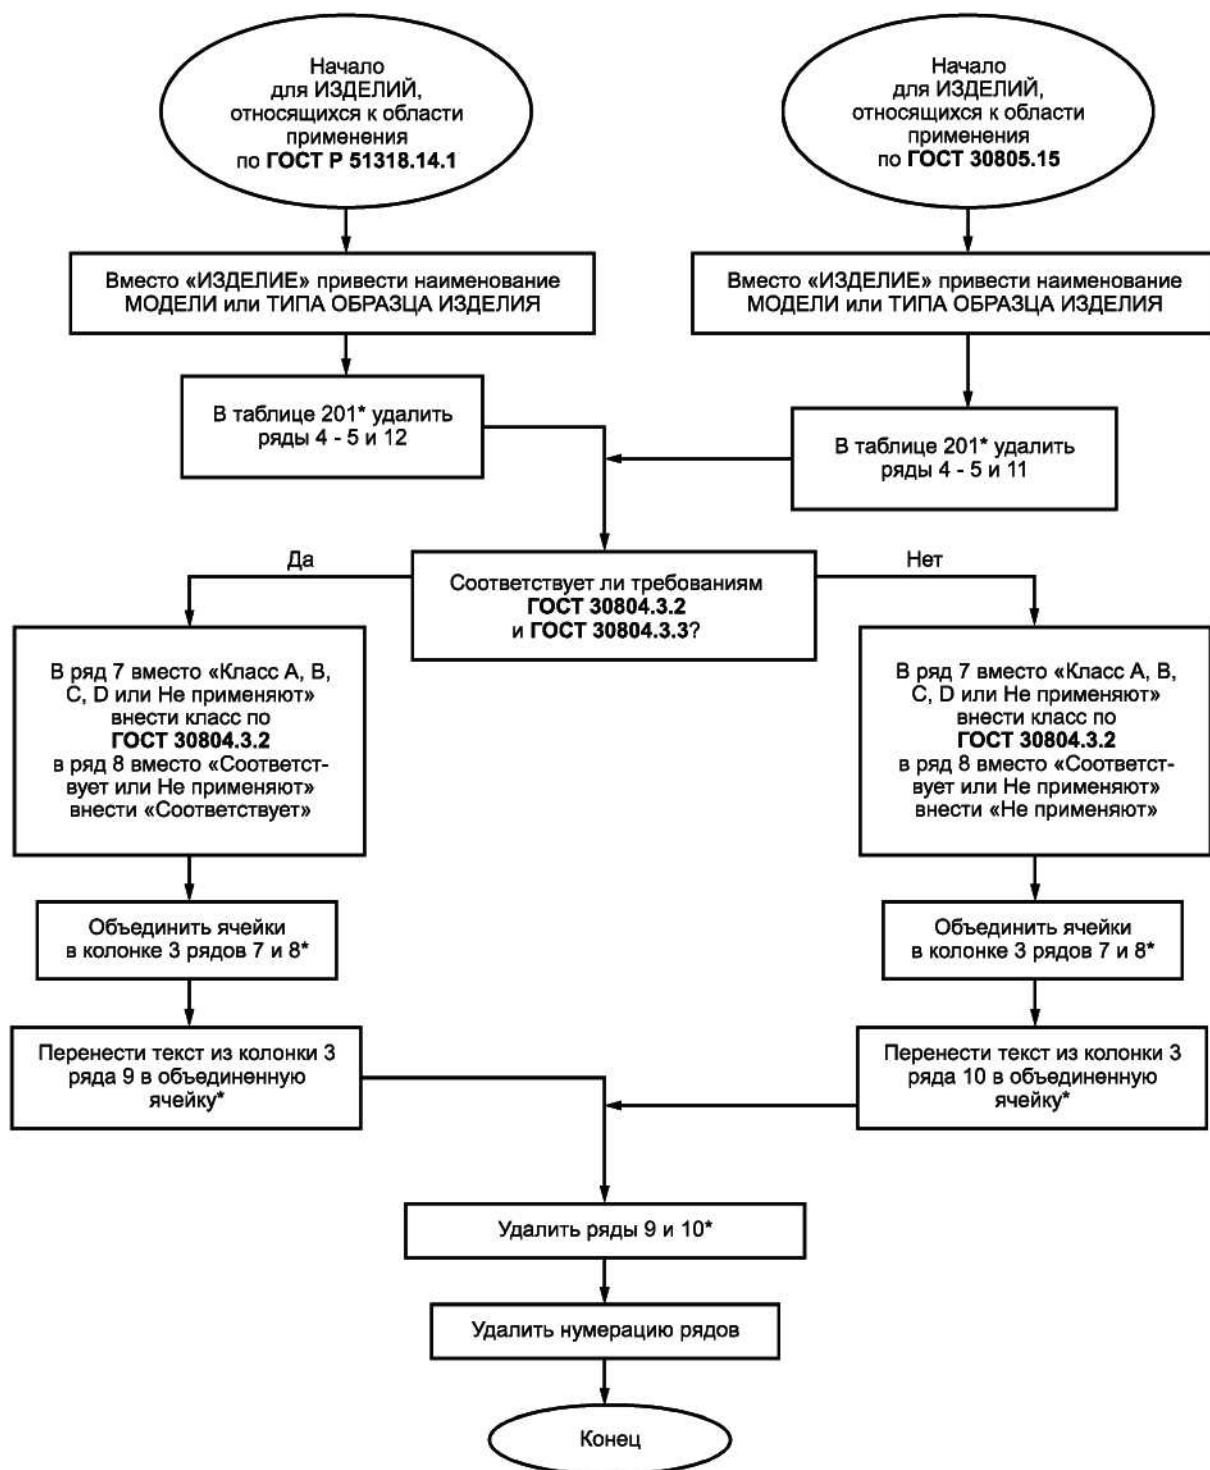 Начало
для ИЗДЕЛИЙ,
относящихся к области
применения
по ГОСТ Р 51318.14.1
Начало
для ИЗДЕЛИЙ,
относящихся к области
применения
по ГОСТ 30805.15
Вместо «ИЗДЕЛИЕ» привести наименование
МОДЕЛИ или ТИПА ОБРАЗЦА ИЗДЕЛИЯ
Вместо «ИЗДЕЛИЕ» привести наименование
МОДЕЛИ или ТИПА ОБРАЗЦА ИЗДЕЛИЯ
В таблице 201* удалить
ряды 4 - 5 и 12
В таблице 201* удалить
ряды 4 - 5 и 11
Да
Соответствует ли требованиям
ГОСТ 30804.3.2
и ГОСТ 30804.3.3?
Нет
В ряд 7 вместо «Класс А, В,
С, D или Не применяют»
внести класс по
ГОСТ 30804.3.2
в ряд 8 вместо «Соответст-
вует или Не применяют»
внести «Соответствует»
В ряд 7 вместо «Класс А, В,
С, D или Не применяют»
внести класс по
ГОСТ 30804.3.2
в ряд 8 вместо «Соответст-
вует или Не применяют»
внести «Не применяют»
Объединить ячейки
в колонке 3 рядов 7 и 8*
Объединить ячейки
в колонке 3 рядов 7 и 8*
Перенести текст из колонки 3
ряда 9 в объединенную
ячейку*
Перенести текст из колонки 3
ряда 10 в объединенную
ячейку*
Удалить ряды 9 и 10*
Удалить нумерацию рядов
Конец